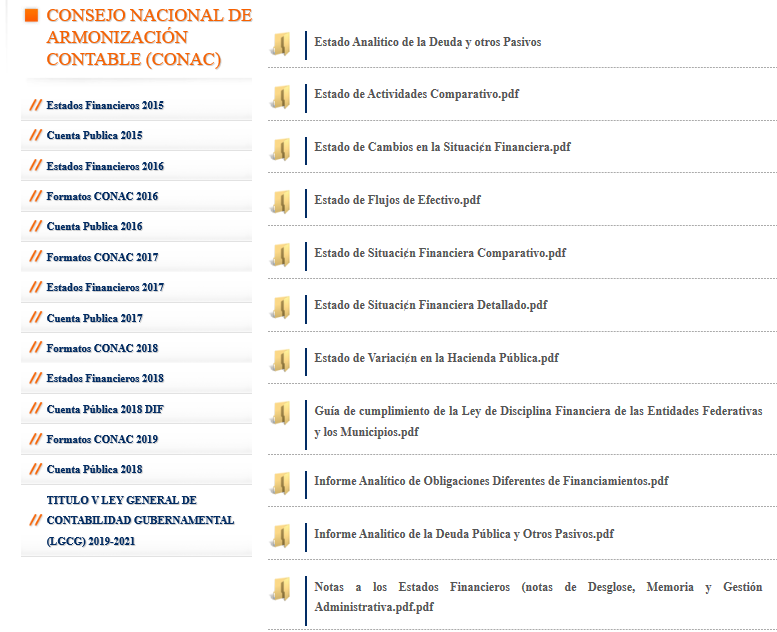 CONSEJO NACIONAL DE
ARMONIZACIÓN
CONTABLE (CONAC)
// Estados Financieros 2015
// Cuenta Publica 2015
// Estados Financieros 2016
// Formatos CONAC 2016
// Cuenta Publica 2016
// Formatos CONAC 2017
// Estados Financieros 2017
// Cuenta Publica 2017
// Formatos CONAC 2018
// Estados Financieros 2018
// Cuenta Pública 2018 DIF
// Formatos CONAC 2019
// Cuenta Pública 2018
TITULO V LEY GENERAL DE
// CONTABILIDAD GUBERNAMENTAL
(LGCG) 2019-2021
Estado Analitico de la Deuda y otros Pasivos
Estado de Actividades Comparativo.pdf
Estado de Cambios en la Situaci¢n Financiera.pdf
Estado de Flujos de Efectivo.pdf
Estado de Situaci¢n Financiera Comparativo.pdf
Estado de Situaci¢n Financiera Detallado.pdf
Estado de Variaci¢n en la Hacienda Pública.pdf
Guía de cumplimiento de la Ley de Disciplina Financiera de las Entidades Federativas
y los Municipios.pdf
Informe Analítico de Obligaciones Diferentes de Financiamientos.pdf
Informe Analitico de la Deuda Pública y Otros Pasivos.pdf
Notas a los Estados Financieros (notas de Desglose, Memoria y Gestión
Administrativa.pdf.pdf